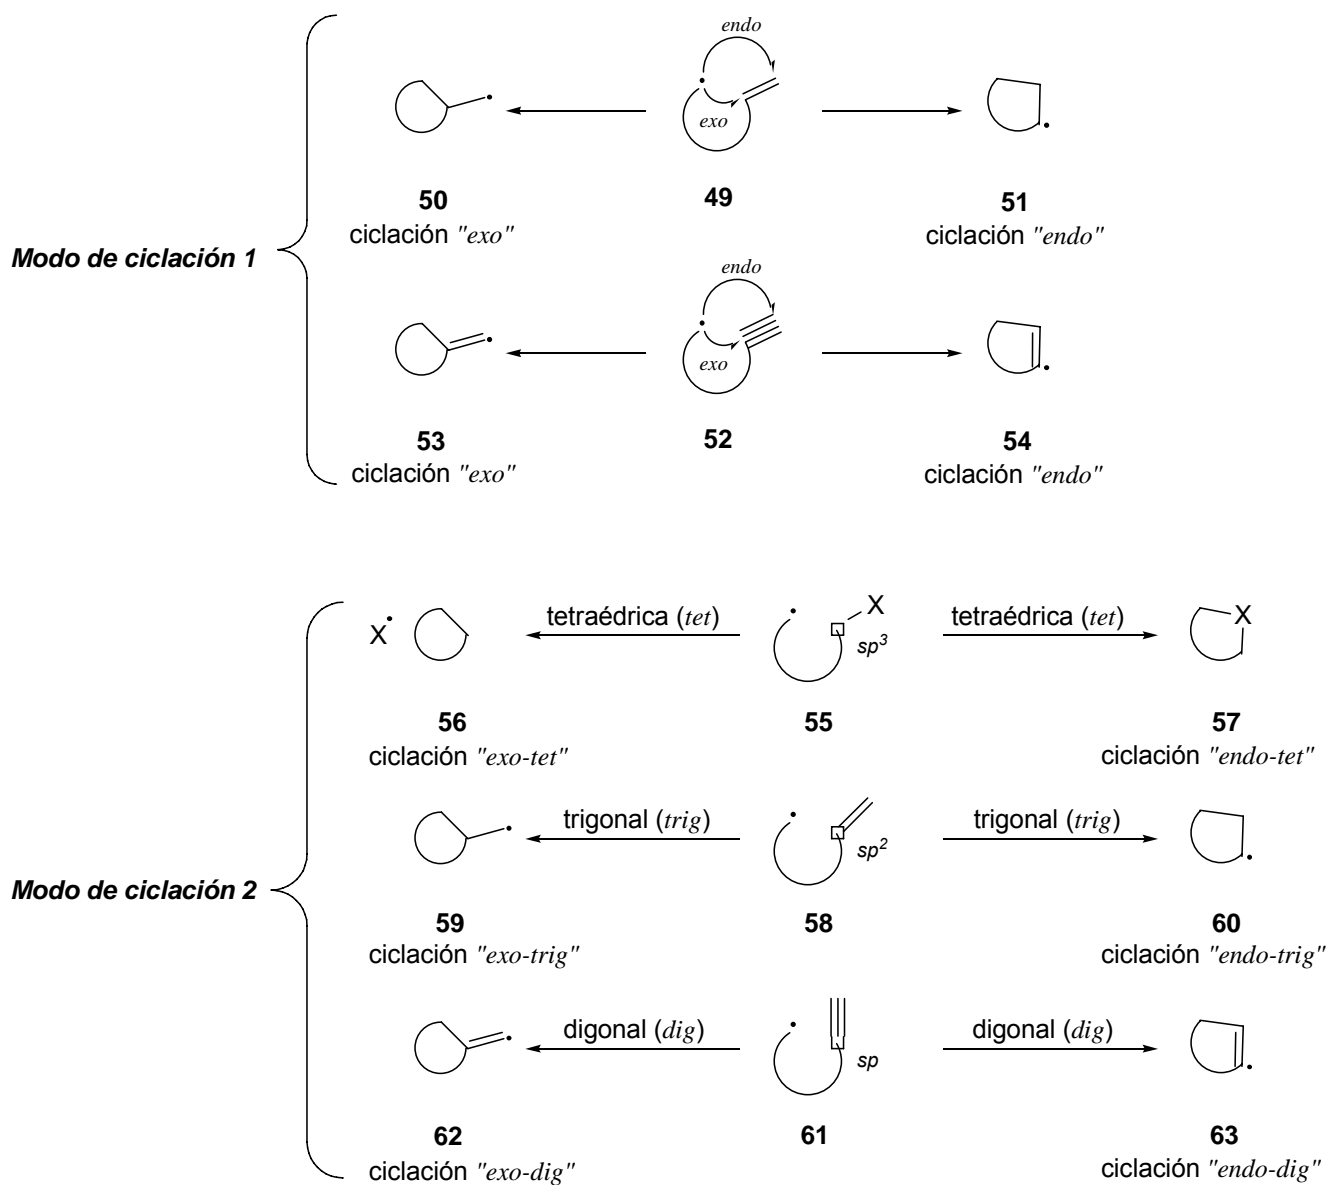 endo
exo
50
49
51
ciclación "exo"
ciclación "endo"
Modo de ciclación 1
endo
exo
53
52
54
ciclación "exo"
ciclación "endo"
X
tetraédrica (tet)
X
sp3
tetraédrica (tet)
X
56
55
57
ciclación "exo-tet"
ciclación "endo-tet"
trigonal (trig)
sp2
trigonal (trig)
Modo de ciclación 2
59
58
60
ciclación "exo-trig"
ciclación "endo-trig"
digonal (dig)
sp
digonal (dig)
62
61
63
ciclación "exo-dig"
ciclación "endo-dig"